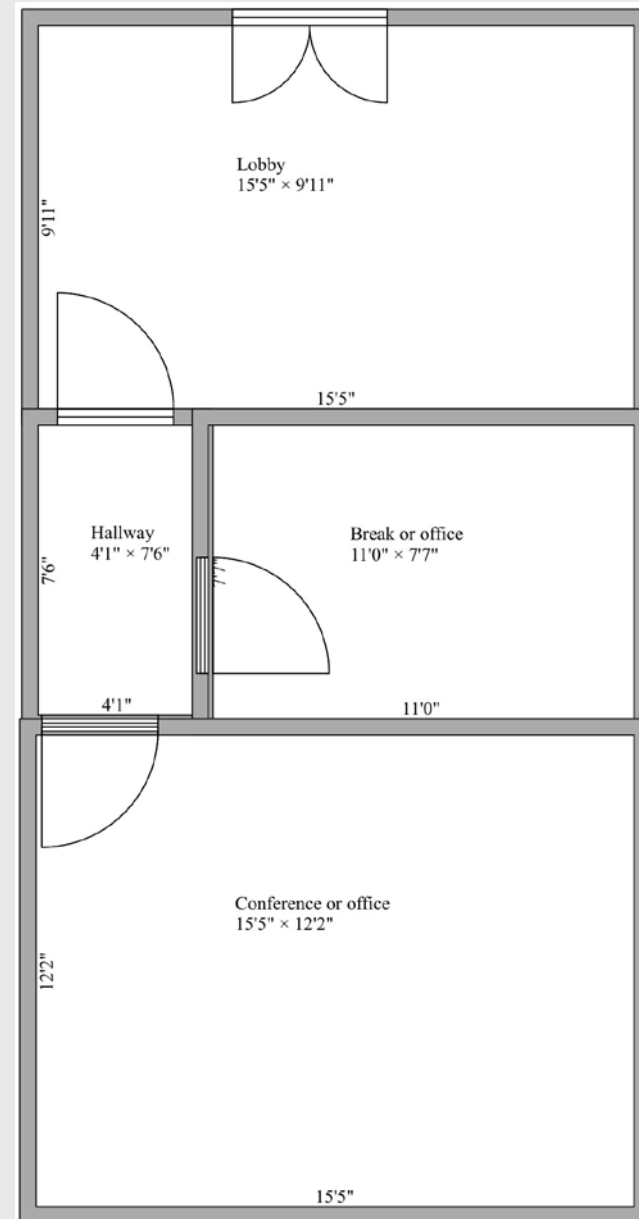 Lobby
15'5" × 9'11"
9'11"
15'5"
Hallway
4'1" × 7'6"
7'6"
4'1"
Break or office
11'0" × 7'7"
7'7"
11'0"
Conference or office
15'5" × 12'2"
12'2"
15'5"